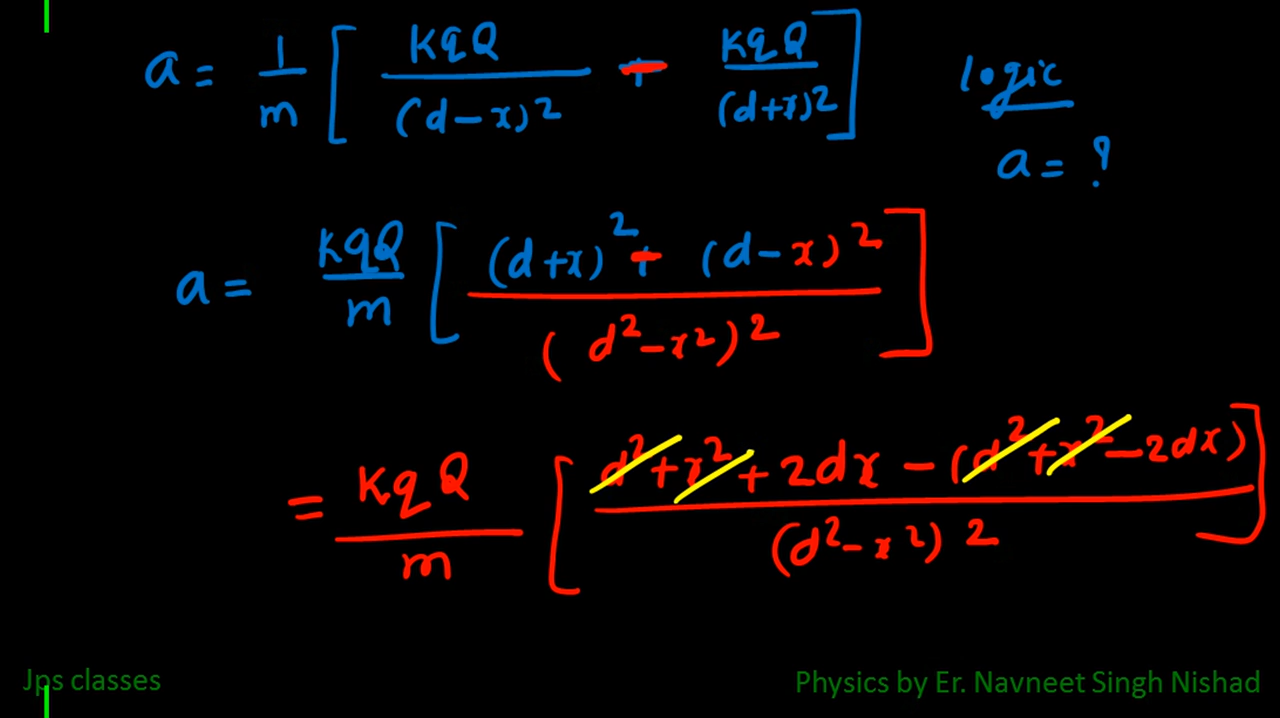 a = 1/m [ KqQ/(d-x)² - KqQ/(d+x)² ]
logic
a = ?
a = KqQ/m [ (d+x)² - (d-x)² / (d²-x²)² ]
= KqQ/m [ d²+x²+2dx-(d²+x²-2dx) / (d²-x²)² ]
Jps classes
Physics by Er. Navneet Singh Nishad